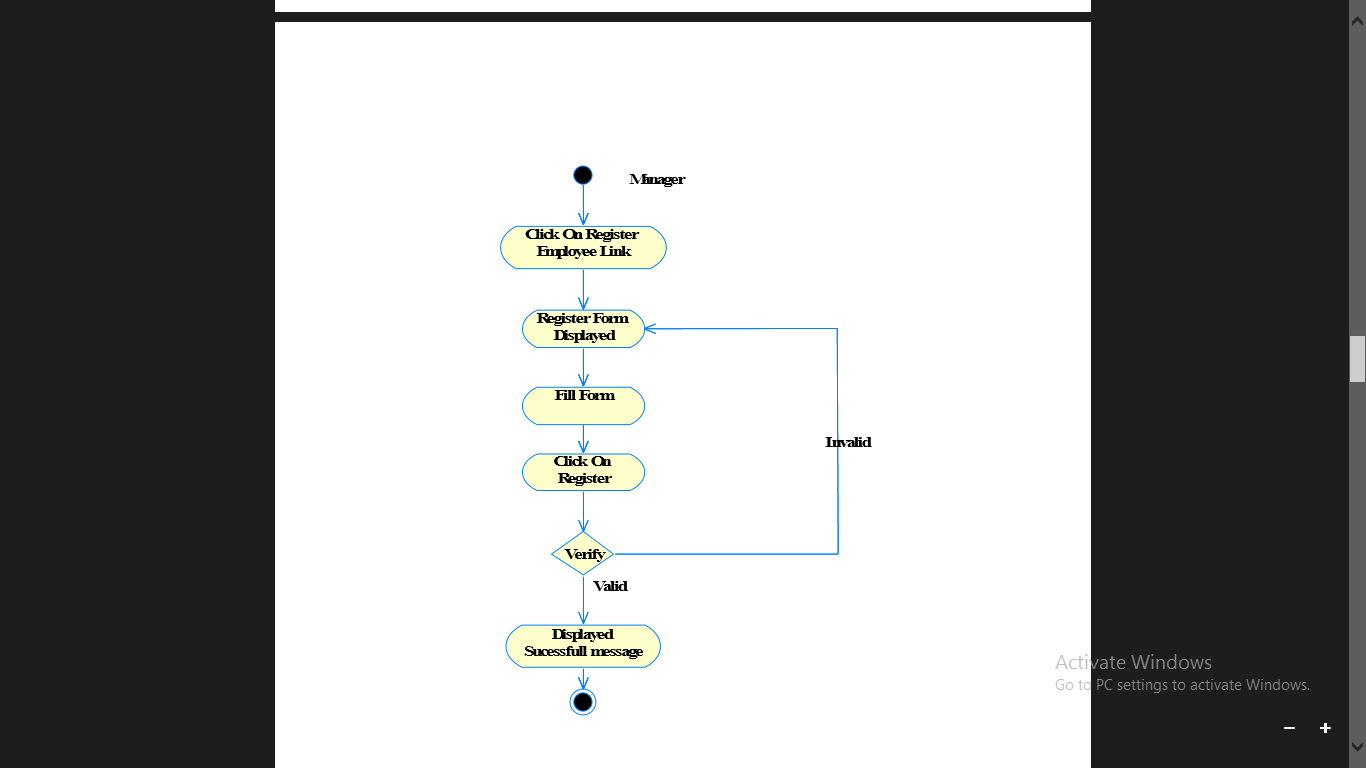 Manager
Click On Register
Employee Link
Register Form
Displayed
Fill Form
Click On
Register
Invalid
Verify
Valid
Displayed
Sucessfull message
Activate Windows
Go to PC settings to activate Windows.